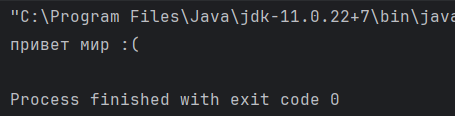 "C:\Program Files\Java\jdk-11.0.22+7\bin\java
привет мир :(
Process finished with exit code 0